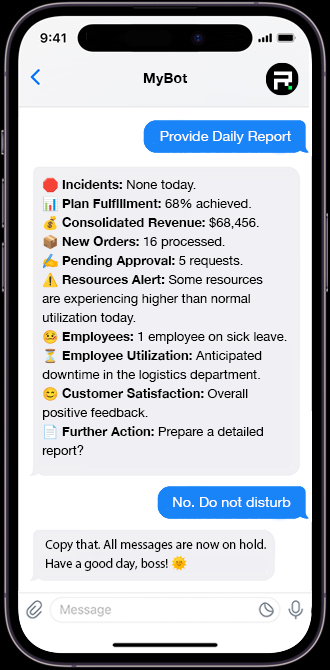 9:41
MyBot
Provide Daily Report
🛑 Incidents: None today.
📊 Plan Fulfillment: 68% achieved.
💰 Consolidated Revenue: $68,456.
📦 New Orders: 16 processed.
✍️ Pending Approval: 5 requests.
⚠️ Resources Alert: Some resources
are experiencing higher than normal
utilization today.
🤒 Employees: 1 employee on sick leave.
⏳ Employee Utilization: Anticipated
downtime in the logistics department.
😊 Customer Satisfaction: Overall
positive feedback.
📄 Further Action: Prepare a detailed
report?
No. Do not disturb
Copy that. All messages are now on hold.
Have a good day, boss! 🌞
Message